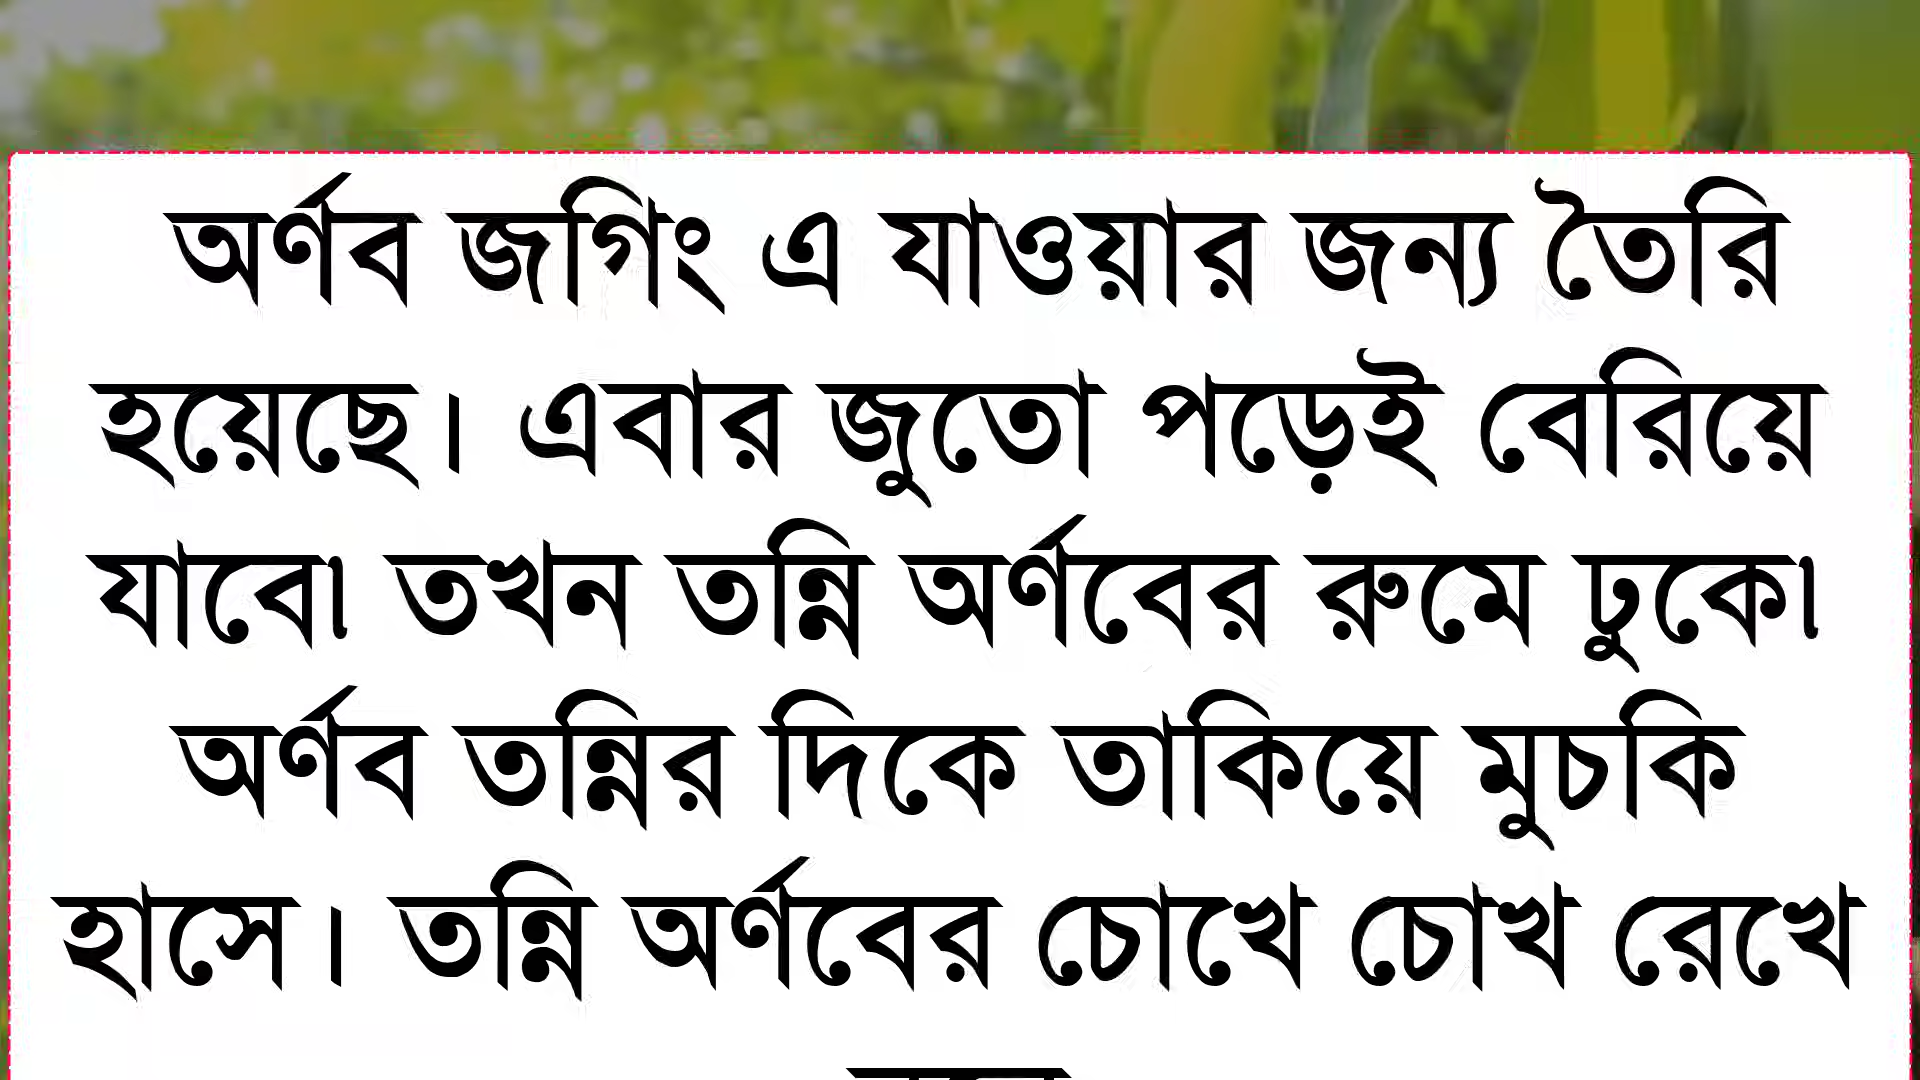 অর্ণব জগিং এ যাওয়ার জন্য তৈরি
হয়েছে। এবার জুতো পড়েই বেরিয়ে
যাবে৷ তখন তন্নি অর্ণবের রুমে ঢুকে৷
অর্ণব তন্নির দিকে তাকিয়ে মুচকি
হাসে। তন্নি অর্ণবের চোখে চোখ রেখে